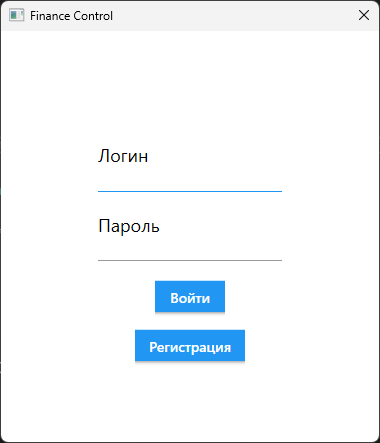 Finance Control
Логин
Пароль
Войти
Регистрация